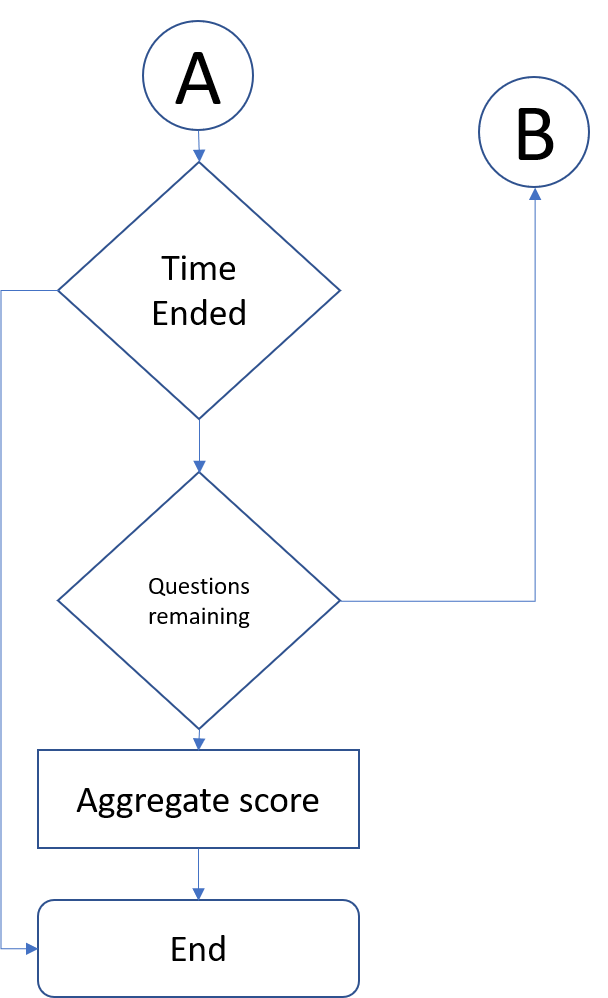 A
B
Time
Ended
Questions
remaining
Aggregate score
End